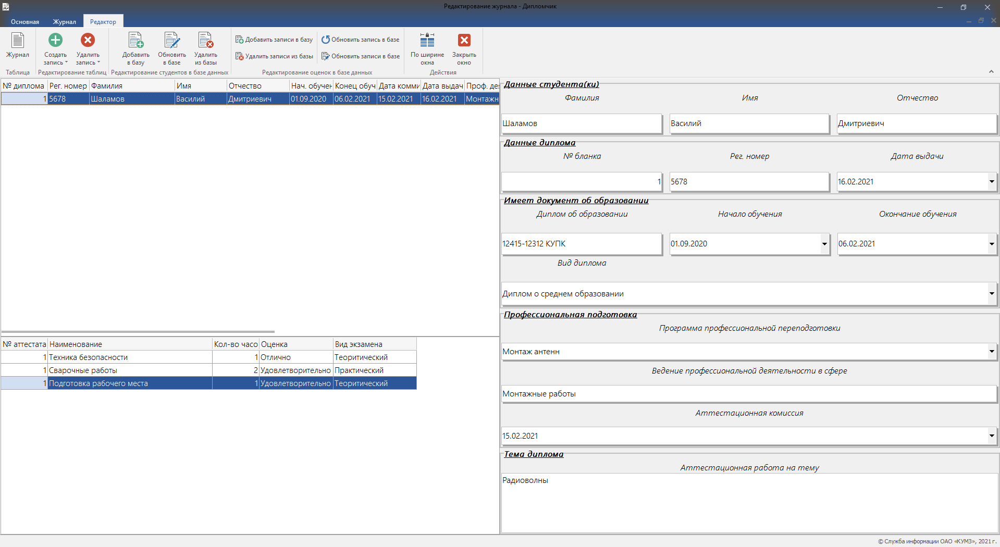 Редактирование журнала - Дипломчик
Основная Журнал Редактор
Журнал
Создать запись
Удалить запись
Добавить в базу
Обновить в базе
Удалить из базы
Добавить записи в базу
Удалить записи из базы
Обновить запись в базе
Обновить записи в базе
По ширине окна
Закрыть окно
Таблица Редактирование таблиц Редактирование студентов в базе данных Редактирование оценок в базе данных Действия
№ диплома Рег. номер Фамилия Имя Отчество Нач. обучен Конец обуч Дата комми Дата выдач Проф. де
1 5678 Шаламов Василий Дмитриевич 01.09.2020 06.02.2021 15.02.2021 16.02.2021 Монтажн
№ аттестата Наименование Кол-во часо Оценка Вид экзамена
1 Техника безопасности 1 Отлично Теоритический
1 Сварочные работы 2 Удовлетворительно Практический
1 Подготовка рабочего места 1 Удовлетворительно Теоритический
Данные студента(ки)
Фамилия Имя Отчество
Шаламов Василий Дмитриевич
Данные диплома
№ бланка Рег. номер Дата выдачи
1 5678 16.02.2021
Имеет документ об образовании
Диплом об образовании Начало обучения Окончание обучения
12415-12312 КУПК 01.09.2020 06.02.2021
Вид диплома
Диплом о среднем образовании
Профессиональная подготовка
Программа профессиональной переподготовки
Монтаж антенн
Ведение профессиональной деятельности в сфере
Монтажные работы
Аттестационная комиссия
15.02.2021
Тема диплома
Аттестационная работа на тему
Радиоволны
© Служба информации ОАО «КУМЗ», 2021 г.